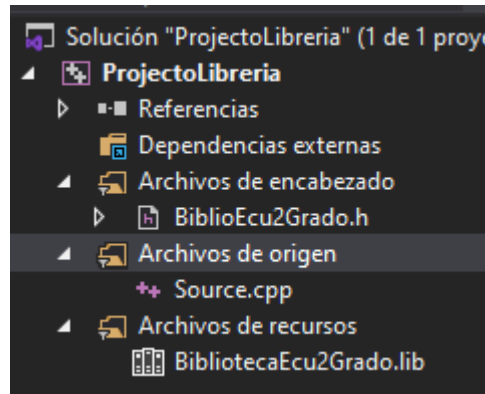 Solución "ProjectoLibreria" (1 de 1 proye
ProjectoLibreria
Referencias
Dependencias externas
Archivos de encabezado
BiblioEcu2Grado.h
Archivos de origen
Source.cpp
Archivos de recursos
BibliotecaEcu2Grado.lib